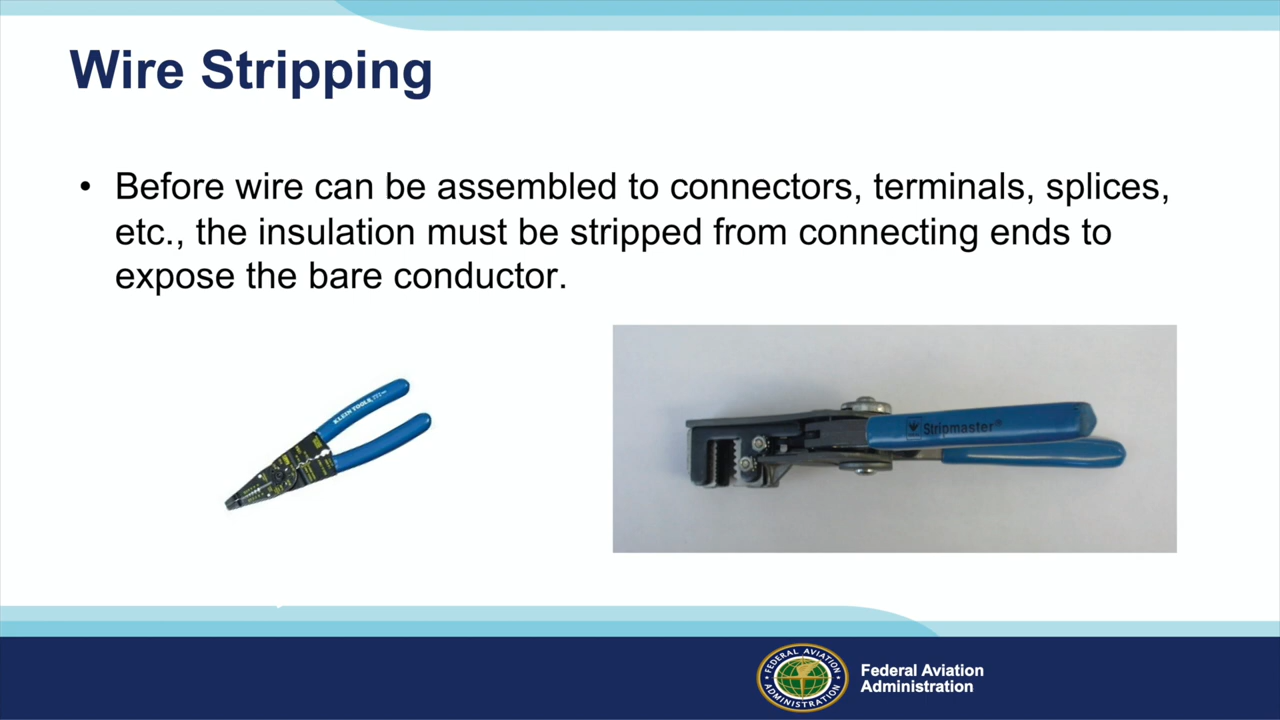 Wire Stripping
• Before wire can be assembled to connectors, terminals, splices,
etc., the insulation must be stripped from connecting ends to
expose the bare conductor.
KLEIN TOOLS
Stripmaster®
FEDERAL AVIATION
ADMINISTRATION
Federal Aviation
Administration